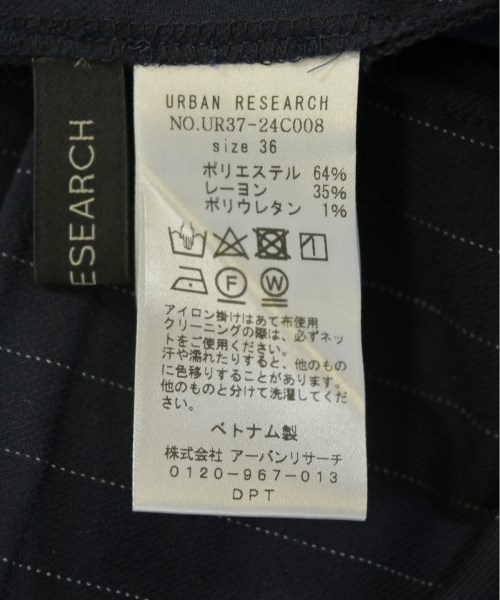 ESEARCH
URBAN RESEARCH
NO.UR37-24C008
size 36
ポリエステル 64%
レーヨン 35%
ポリウレタン 1%
F W
アイロン掛けはあて布使用
クリーニングの際は、必ずネッ
トをご使用ください。
汗や濡れたりすると、他のもの
に色移りすることがあります。
他のものと分けて洗濯してくだ
さい。
ベトナム製
株式会社 アーバンリサーチ
0120-967-013
DPT